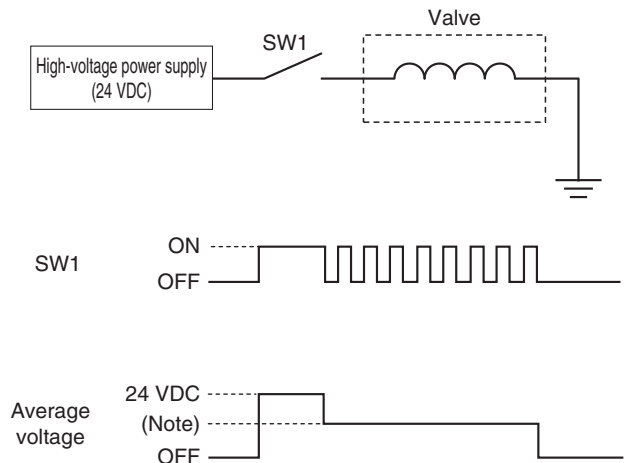 Valve
SW1
High-voltage power supply
(24 VDC)
SW1
ON
OFF
Average
voltage
24 VDC
(Note)
OFF